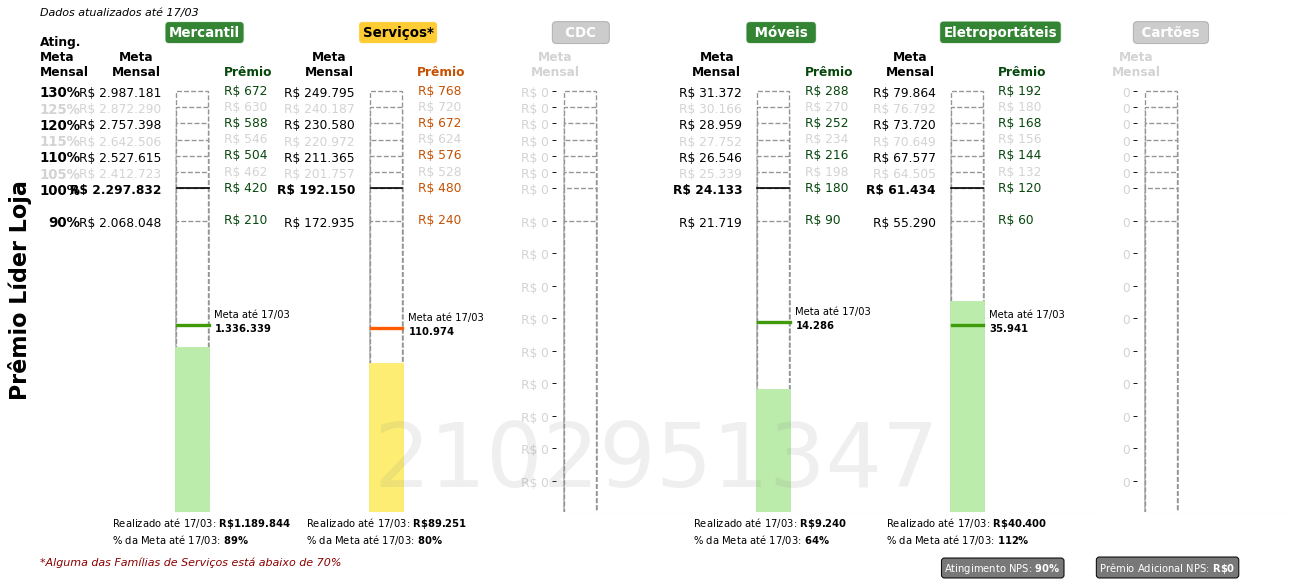 Dados atualizados até 17/03
Mercantil Serviços* CDC Móveis Eletroportáteis Cartões
Ating. Meta Mensal Meta Mensal Prêmio Meta Mensal Prêmio Meta Mensal Meta Mensal Prêmio Meta Mensal Prêmio Meta Mensal
130% R$ 2.987.181 R$ 672 R$ 249.795 R$ 768 R$ 0 R$ 31.372 R$ 288 R$ 79.864 R$ 192 0
125% R$ 2.872.290 R$ 630 R$ 240.187 R$ 720 R$ 0 R$ 30.166 R$ 270 R$ 76.792 R$ 180 0
120% R$ 2.757.398 R$ 588 R$ 230.580 R$ 672 R$ 0 R$ 28.959 R$ 252 R$ 73.720 R$ 168 0
115% R$ 2.642.506 R$ 546 R$ 220.972 R$ 624 R$ 0 R$ 27.752 R$ 234 R$ 70.649 R$ 156 0
110% R$ 2.527.615 R$ 504 R$ 211.365 R$ 576 R$ 0 R$ 26.546 R$ 216 R$ 67.577 R$ 144 0
105% R$ 2.412.723 R$ 462 R$ 201.757 R$ 528 R$ 0 R$ 25.339 R$ 198 R$ 64.505 R$ 132 0
100% R$ 2.297.832 R$ 420 R$ 192.150 R$ 480 R$ 0 R$ 24.133 R$ 180 R$ 61.434 R$ 120 0
90% R$ 2.068.048 R$ 210 R$ 172.935 R$ 240 R$ 0 R$ 21.719 R$ 90 R$ 55.290 R$ 60 0
R$ 0 0
R$ 0 0
R$ 0 0
R$ 0 0
R$ 0 0
R$ 0 0
R$ 0 0
R$ 0 0
Prêmio Líder Loja
Meta até 17/03 Meta até 17/03 Meta até 17/03 Meta até 17/03
1.336.339 110.974 14.286 35.941
2102951347
Realizado até 17/03: R$1.189.844 Realizado até 17/03: R$89.251 Realizado até 17/03: R$9.240 Realizado até 17/03: R$40.400
% da Meta até 17/03: 89% % da Meta até 17/03: 80% % da Meta até 17/03: 64% % da Meta até 17/03: 112%
*Alguma das Famílias de Serviços está abaixo de 70%
Atingimento NPS: 90% Prêmio Adicional NPS: R$0